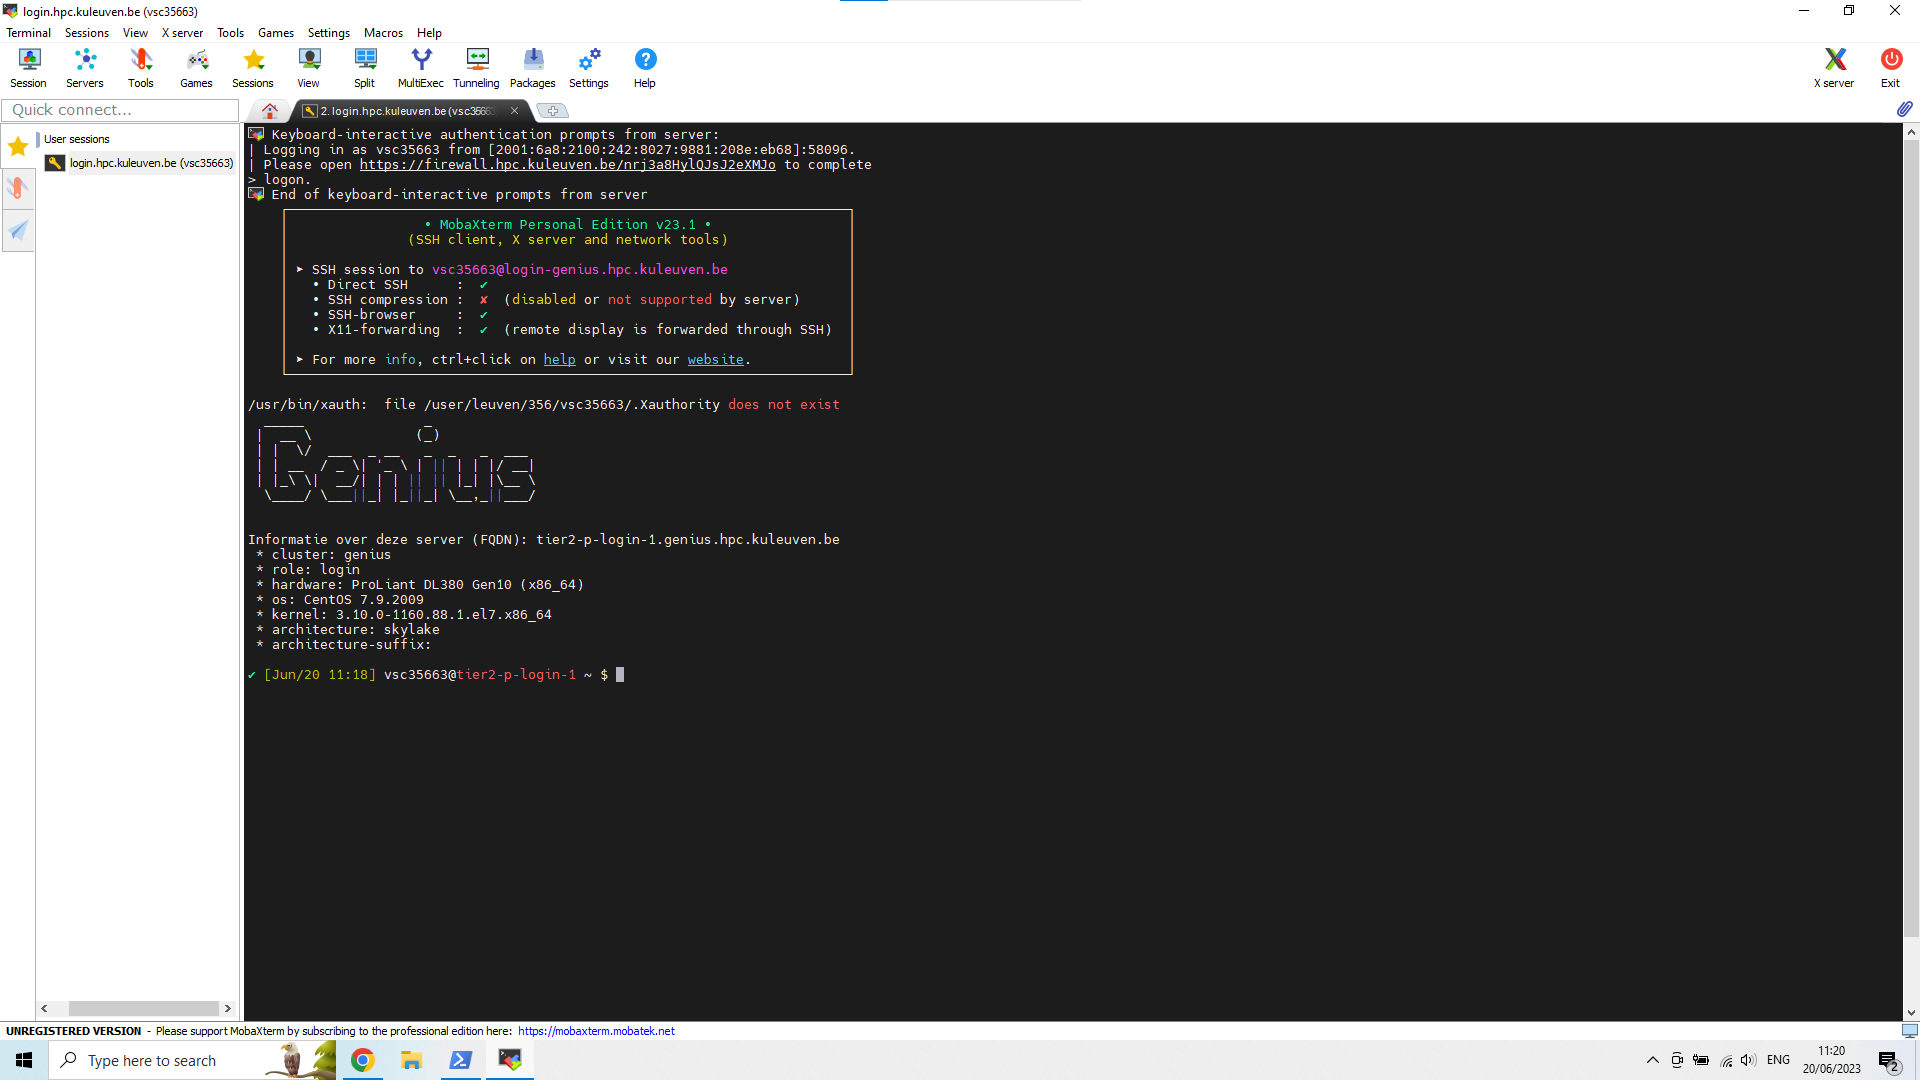 login.hpc.kuleuven.be (vsc35663)
Terminal Sessions View X server Tools Games Settings Macros Help
Session Servers Tools Games Sessions View Split MultiExec Tunneling Packages Settings Help X server Exit
Quick connect...
2. login.hpc.kuleuven.be (vsc35663
User sessions
login.hpc.kuleuven.be (vsc35663)
Keyboard-interactive authentication prompts from server:
| Logging in as vsc35663 from [2001:6a8:2100:242:8027:9881:208e:eb68]:58096.
| Please open https://firewall.hpc.kuleuven.be/nrj3a8HylQJsJ2eXMJo to complete
> logon.
End of keyboard-interactive prompts from server
• MobaXterm Personal Edition v23.1 •
(SSH client, X server and network tools)
➤ SSH session to vsc35663@login-genius.hpc.kuleuven.be
• Direct SSH : ✔
• SSH compression : ✘ (disabled or not supported by server)
• SSH-browser : ✔
• X11-forwarding : ✔ (remote display is forwarded through SSH)
➤ For more info, ctrl+click on help or visit our website.
/usr/bin/xauth: file /user/leuven/356/vsc35663/.Xauthority does not exist
Genius
Informatie over deze server (FQDN): tier2-p-login-1.genius.hpc.kuleuven.be
* cluster: genius
* role: login
* hardware: ProLiant DL380 Gen10 (x86_64)
* os: CentOS 7.9.2009
* kernel: 3.10.0-1160.88.1.el7.x86_64
* architecture: skylake
* architecture-suffix:
✔ [Jun/20 11:18] vsc35663@tier2-p-login-1 ~ $
UNREGISTERED VERSION - Please support MobaXterm by subscribing to the professional edition here: https://mobaxterm.mobatek.net
Type here to search
ENG
11:20
20/06/2023
2